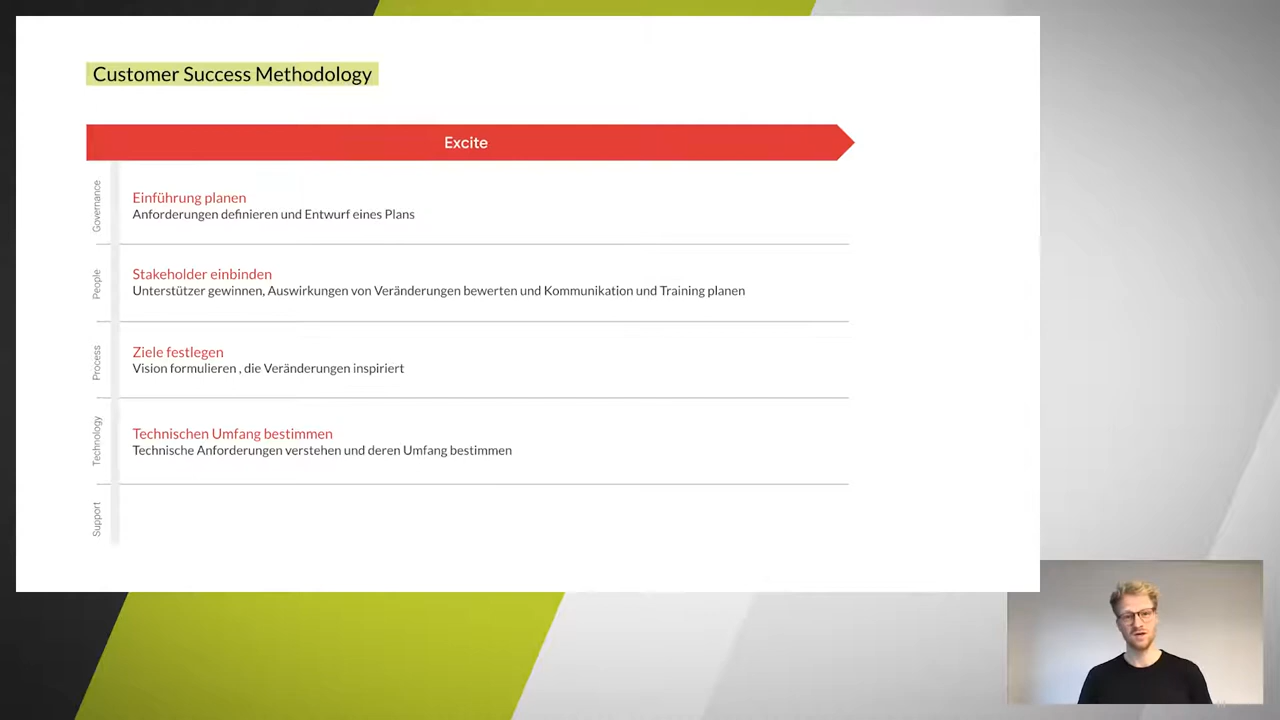 Customer Success Methodology
Excite
Governance
Einführung planen
Anforderungen definieren und Entwurf eines Plans
People
Stakeholder einbinden
Unterstützer gewinnen, Auswirkungen von Veränderungen bewerten und Kommunikation und Training planen
Process
Ziele festlegen
Vision formulieren , die Veränderungen inspiriert
Technology
Technischen Umfang bestimmen
Technische Anforderungen verstehen und deren Umfang bestimmen
Support